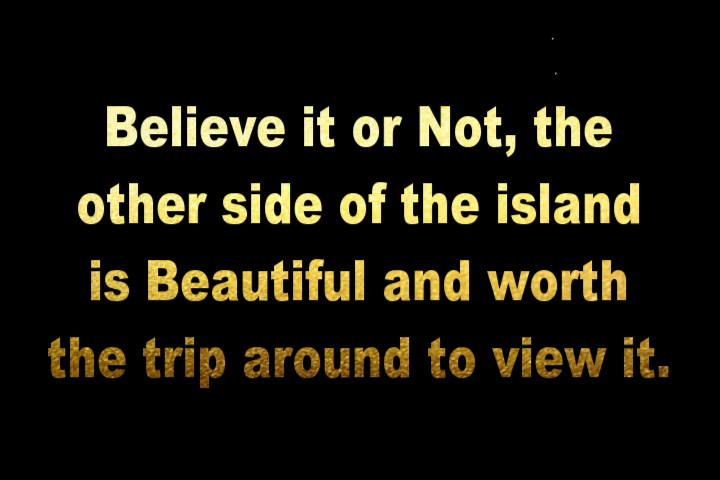 Believe it or Not, the
other side of the island
is Beautiful and worth
the trip around to view it.